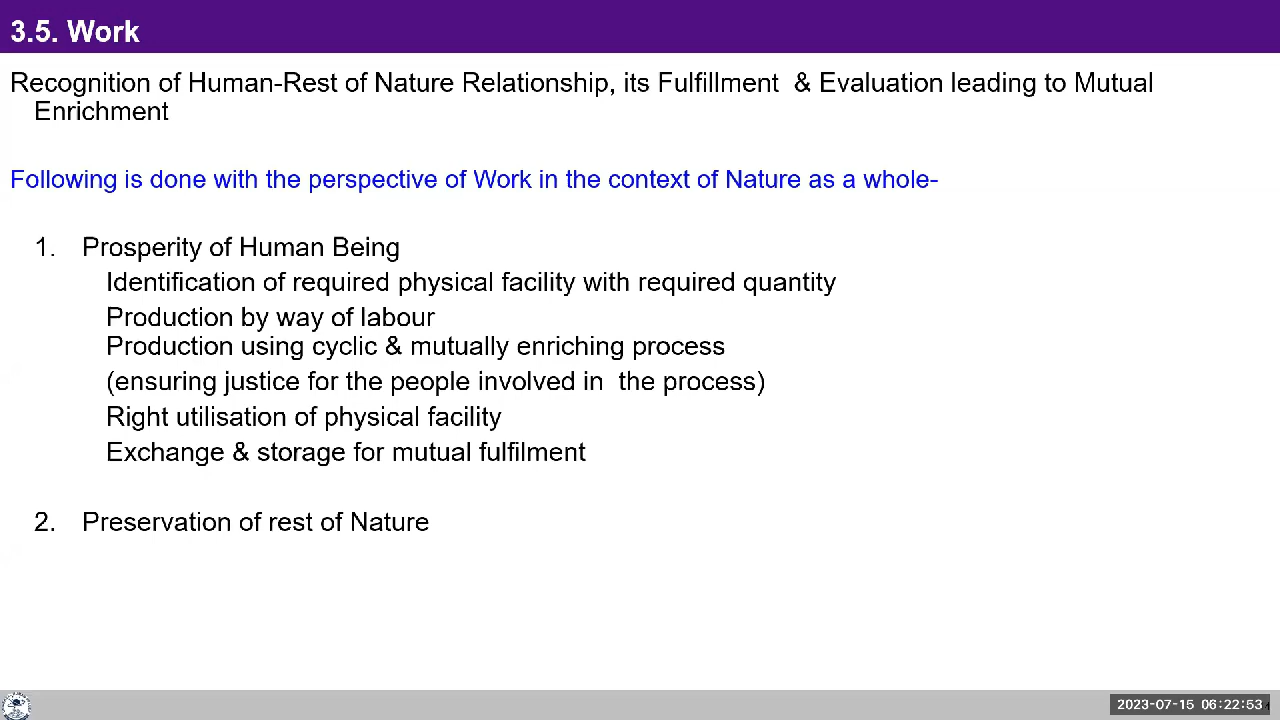 3.5. Work
Recognition of Human-Rest of Nature Relationship, its Fulfillment & Evaluation leading to Mutual
Enrichment
Following is done with the perspective of Work in the context of Nature as a whole-
1. Prosperity of Human Being
Identification of required physical facility with required quantity
Production by way of labour
Production using cyclic & mutually enriching process
(ensuring justice for the people involved in the process)
Right utilisation of physical facility
Exchange & storage for mutual fulfilment
2. Preservation of rest of Nature
2023-07-15 06:22:53